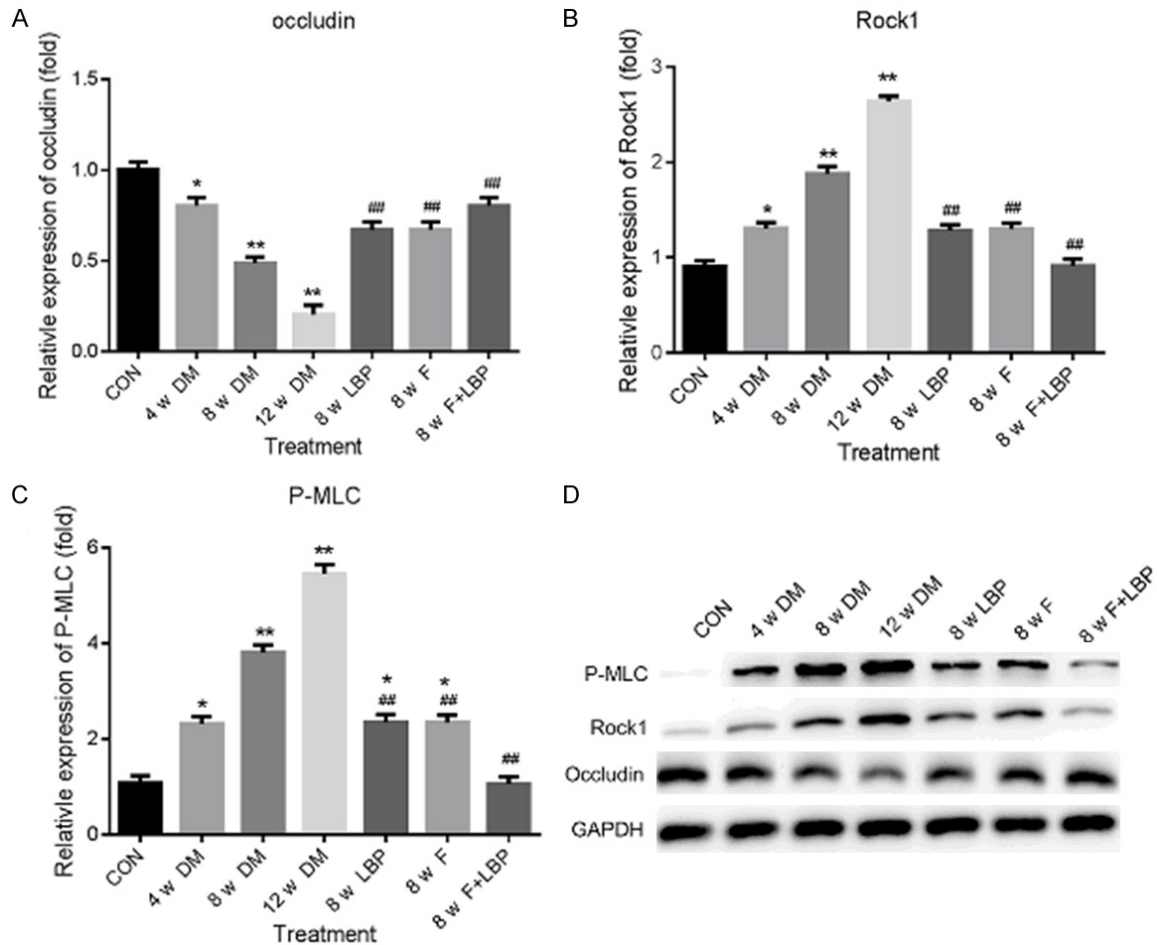 A
occludin
Relativle expression of occludin (fold)
1.5
1.0
0.5
0.0
*
**
**
##
##
##
CON
4 w DM
8 w DM
12 w DM
8 w LBP
8 w F
8 w F+LBP
Treatment
B
Rock1
Relativle expression of Rock1 (fold)
3
2
1
0
*
**
**
##
##
##
CON
4 w DM
8 w DM
12 w DM
8 w LBP
8 w F
8 w F+LBP
Treatment
C
P-MLC
Relativle expression of P-MLC (fold)
6
4
2
0
*
**
**
*
##
*
##
##
CON
4 w DM
8 w DM
12 w DM
8 w LBP
8 w F
8 w F+LBP
Treatment
D
CON
4 w DM
8 w DM
12 w DM
8 w LBP
8 w F
8 w F+LBP
P-MLC
Rock1
Occludin
GAPDH